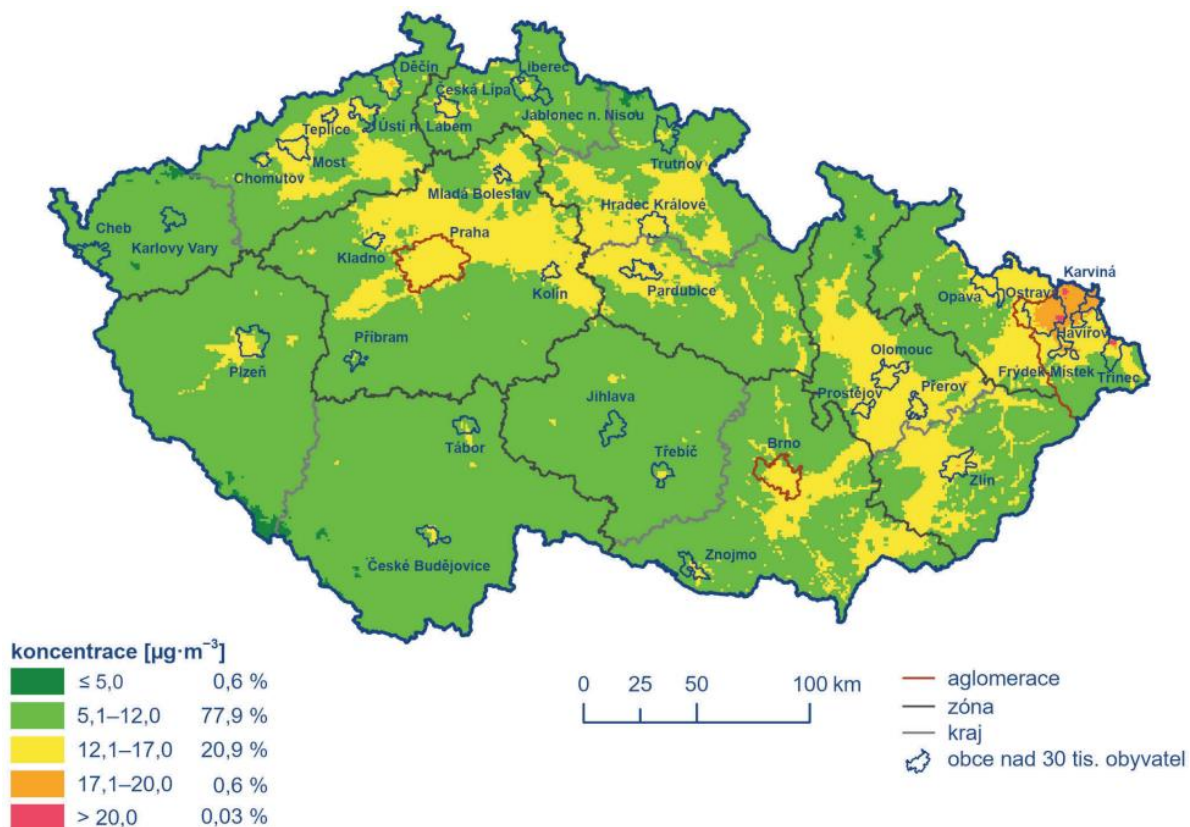 Děčín
Liberec
Česká Lípa
Jablonec n. Nisou
Teplice
Ústí n. Labem
Most
Chomutov
Trutnov
Mladá Boleslav
Hradec Králové
Cheb
Karlovy Vary
Praha
Kladno
Kolín
Pardubice
Karviná
Opava
Ostrava
Havířov
Příbram
Plzeň
Olomouc
Frýdek-Místek
Třinec
Prostějov
Přerov
Jihlava
Tábor
Třebíč
Brno
Zlín
Znojmo
České Budějovice
koncentrace [µg·m⁻³]
≤ 5,0 0,6 %
5,1–12,0 77,9 %
12,1–17,0 20,9 %
17,1–20,0 0,6 %
> 20,0 0,03 %
0 25 50 100 km
aglomerace
zóna
kraj
obce nad 30 tis. obyvatel